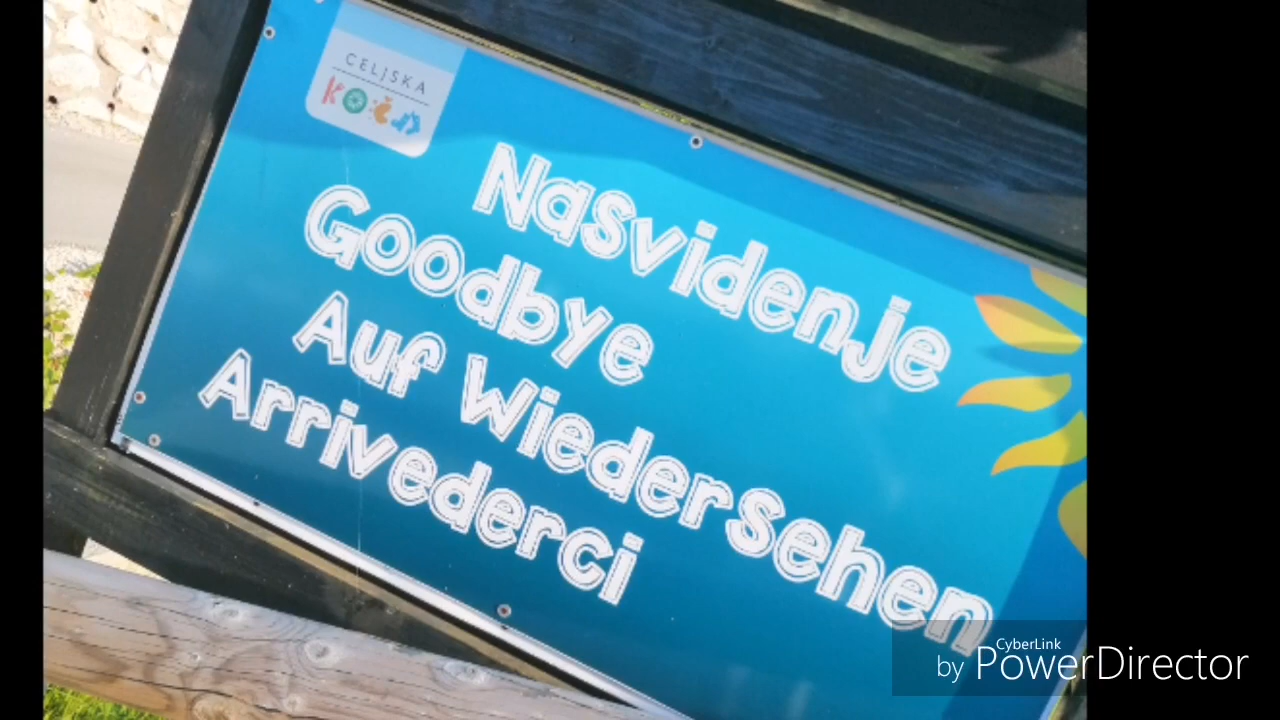 CELJSKA
KOČA
Nasvidenje
Goodbye
Auf Wiedersehen
Arrivederci
CyberLink
by PowerDirector